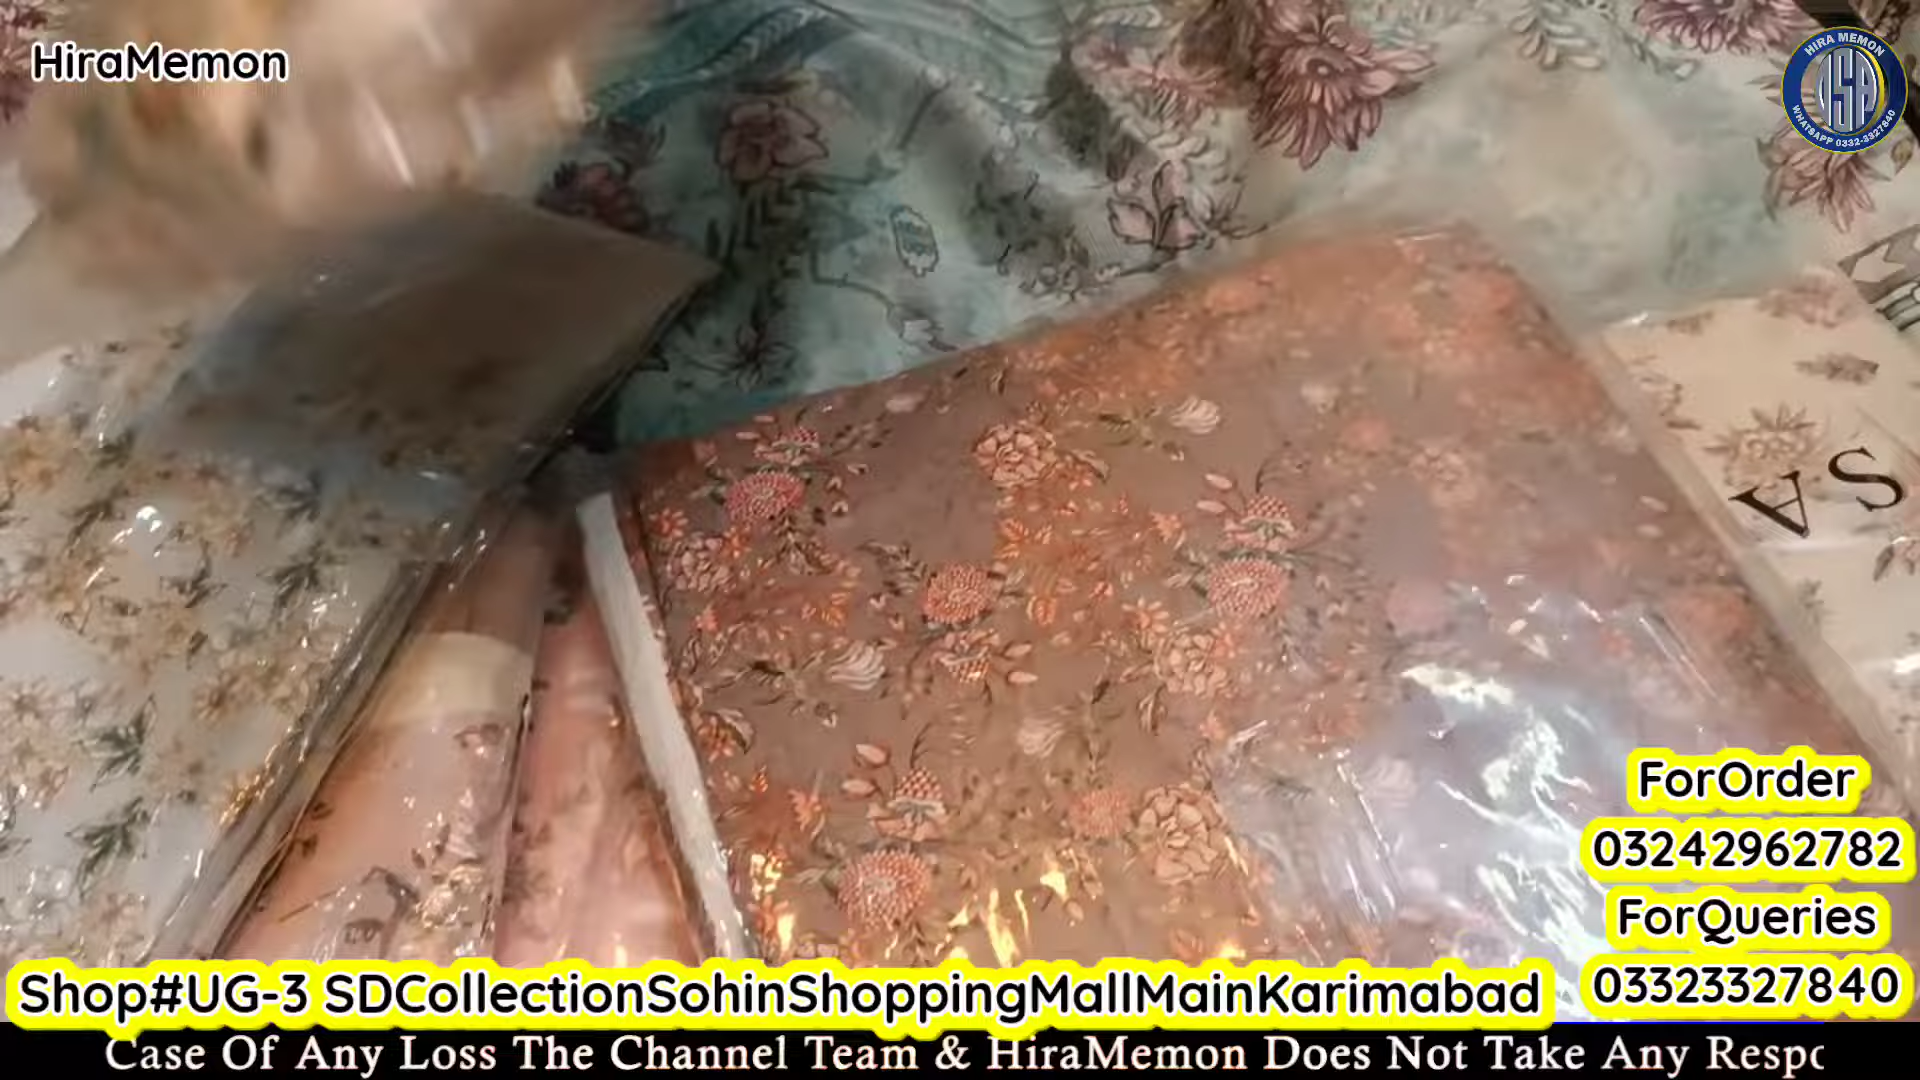 HiraMemon
HIRA MEMON
WHATSAPP 0332-3327840
SA
ForOrder
03242962782
ForQueries
03323327840
Shop#UG-3 SDCollectionSohinShoppingMallMainKarimabad
Case Of Any Loss The Channel Team & HiraMemon Does Not Take Any Respo